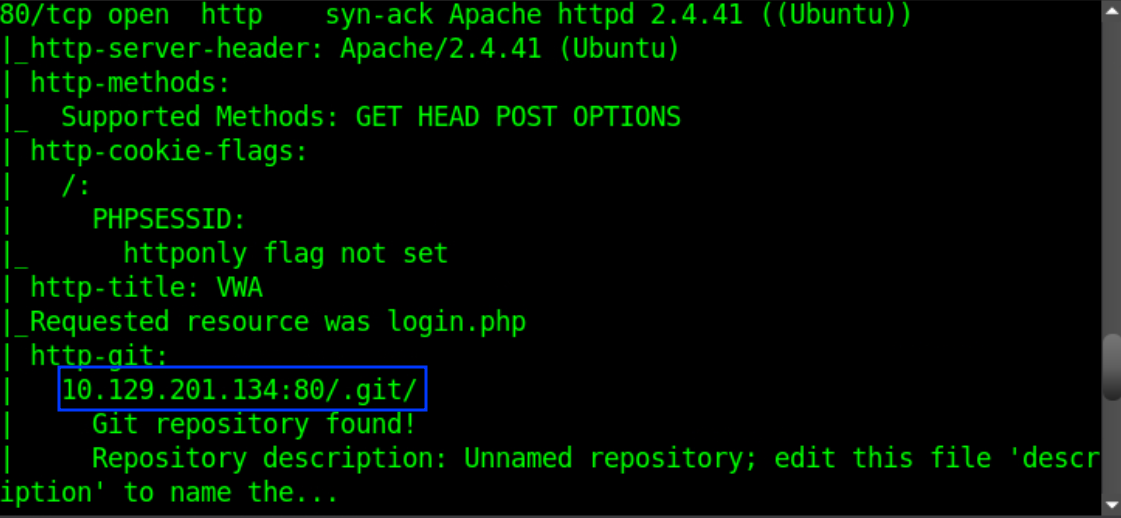 80/tcp open  http    syn-ack Apache httpd 2.4.41 ((Ubuntu))
|_http-server-header: Apache/2.4.41 (Ubuntu)
| http-methods:
|_  Supported Methods: GET HEAD POST OPTIONS
| http-cookie-flags:
|   /:
|     PHPSESSID:
|_      httponly flag not set
| http-title: VWA
|_Requested resource was login.php
| http-git:
|   10.129.201.134:80/.git/
|     Git repository found!
|     Repository description: Unnamed repository; edit this file 'descr
iption' to name the...